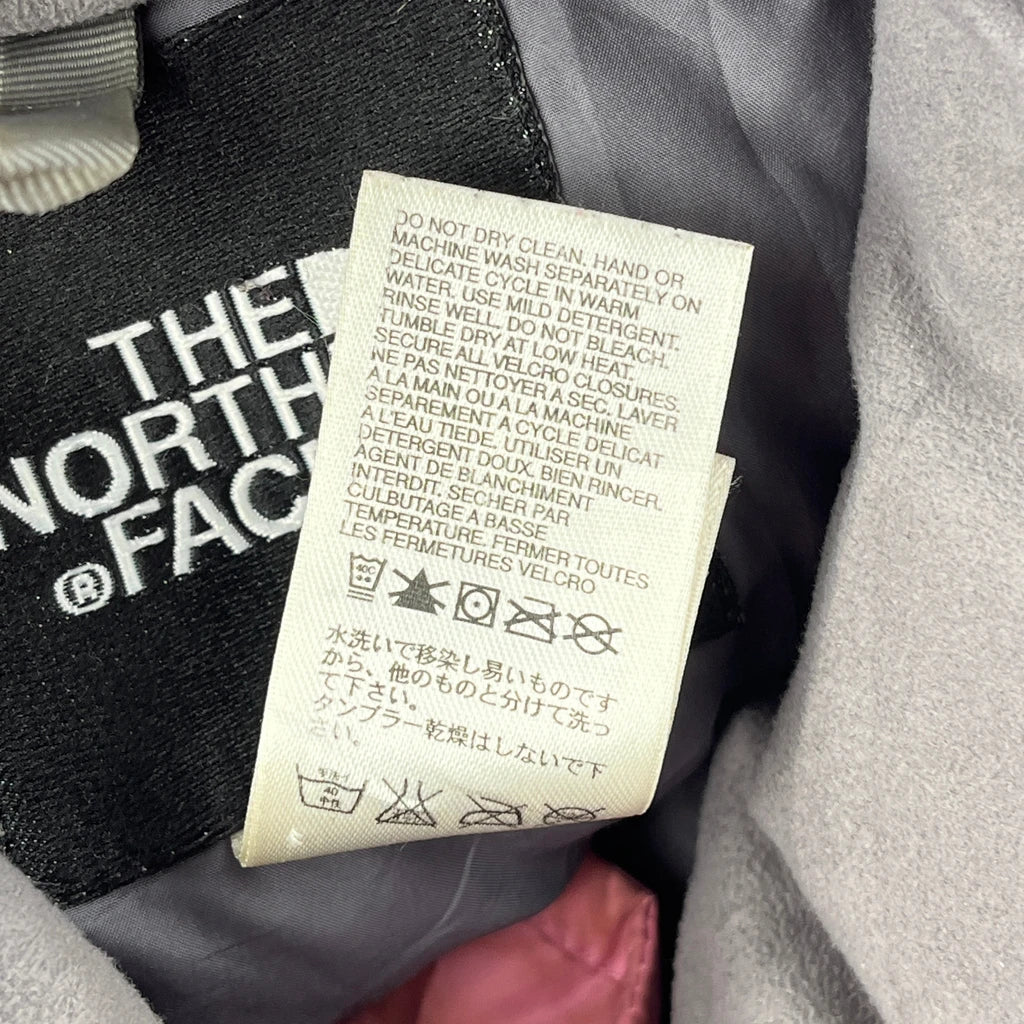 THE
NORTH
FAC
®
DO NOT DRY CLEAN. HAND OR
MACHINE WASH SEPARATELY ON
DELICATE CYCLE IN WARM
WATER. USE MILD DETERGENT.
RINSE WELL. DO NOT BLEACH.
TUMBLE DRY AT LOW HEAT.
SECURE ALL VELCRO CLOSURES.
NE PAS NETTOYER A SEC. LAVER
A LA MAIN OU A LA MACHINE
SEPAREMENT A CYCLE DELICAT
A L'EAU TIEDE. UTILISER UN
DETERGENT DOUX. BIEN RINCER.
AGENT DE BLANCHIMENT
INTERDIT. SECHER PAR
CULBUTAGE A BASSE
TEMPERATURE. FERMER TOUTES
LES FERMETURES VELCRO
40C
水洗いで移染し易いものです
から、他のものと分けて洗っ
て下さい。
タンブラー乾燥はしないで下
さい。
手洗イ
40
中性